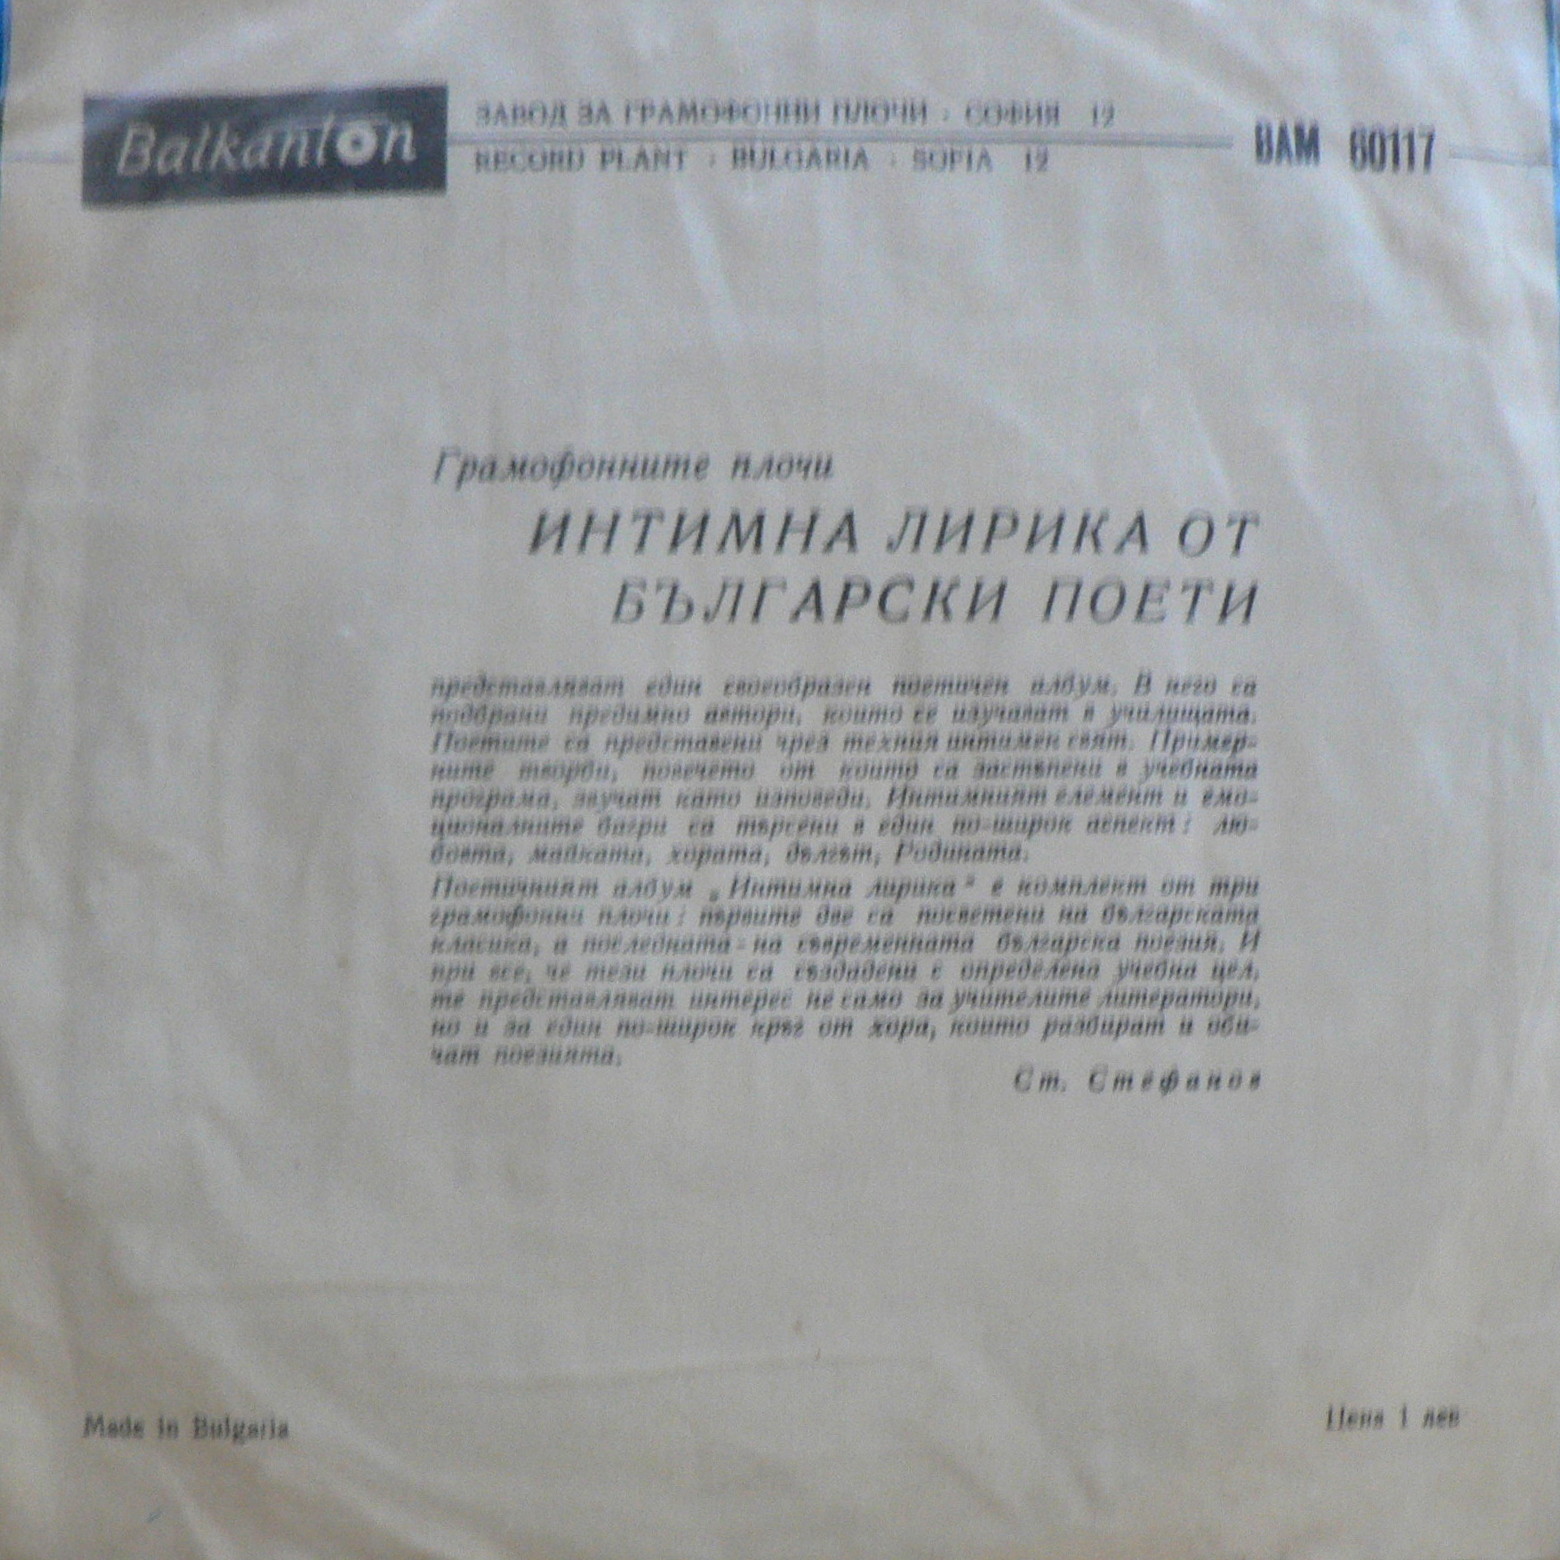 Balkanton
ЗАВОД ЗА ГРАМОФОННИ ПЛОЧИ · СОФИЯ 12
RECORD PLANT · BULGARIA · SOFIA 12
ВАМ 60117
Грамофонните плочи
ИНТИМНА ЛИРИКА ОТ
БЪЛГАРСКИ ПОЕТИ
представляват един своеобразен поетичен албум. В него са
подбрани предимно автори, които се изучават в училищата.
Поетите са представени чрез техния интимен свят. Пример-
ните творби, повечето от които са застъпени в учебната
програма, звучат като изповеди. Интимният елемент и емо-
ционалните багри са търсени в един по-широк аспект: лю-
бовта, майката, хората, дългът, Родината.
Поетичният албум „Интимна лирика" е комплект от три
грамофонни плочи: първите две са посветени на българската
класика, а последната - на съвременната българска поезия. И
при все, че тези плочи са създадени с определена учебна цел,
те представляват интерес не само за учителите литератори,
но и за един по-широк кръг от хора, които разбират и оби-
чат поезията.
Ст. Стефанов
Made in Bulgaria
Цена 1 лев